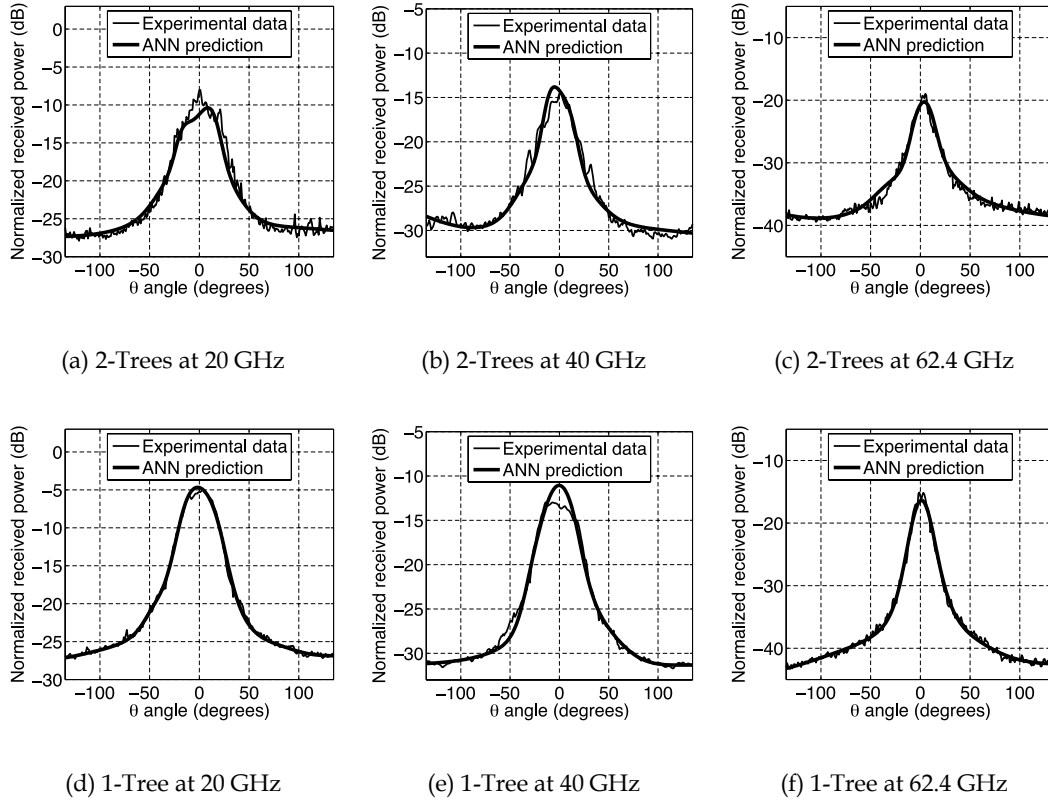 Experimental data
ANN prediction
Normalized received power (dB)
0
−5
−10
−15
−20
−25
−30
−100 −50 0 50 100
θ angle (degrees)
(a) 2-Trees at 20 GHz
Experimental data
ANN prediction
Normalized received power (dB)
−5
−10
−15
−20
−25
−30
−100 −50 0 50 100
θ angle (degrees)
(b) 2-Trees at 40 GHz
Experimental data
ANN prediction
Normalized received power (dB)
−10
−20
−30
−40
−100 −50 0 50 100
θ angle (degrees)
(c) 2-Trees at 62.4 GHz
Experimental data
ANN prediction
Normalized received power (dB)
0
−5
−10
−15
−20
−25
−30
−100 −50 0 50 100
θ angle (degrees)
(d) 1-Tree at 20 GHz
Experimental data
ANN prediction
Normalized received power (dB)
−5
−10
−15
−20
−25
−30
−100 −50 0 50 100
θ angle (degrees)
(e) 1-Tree at 40 GHz
Experimental data
ANN prediction
Normalized received power (dB)
−10
−20
−30
−40
−100 −50 0 50 100
θ angle (degrees)
(f) 1-Tree at 62.4 GHz